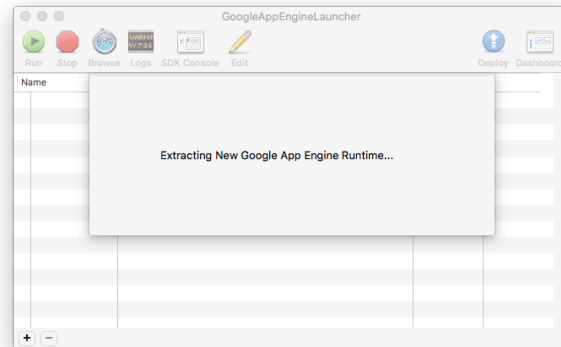 GoogleAppEngineLauncher
Run Stop Browse Logs SDK Console Edit Deploy Dashboard
Name
Extracting New Google App Engine Runtime...
+ −